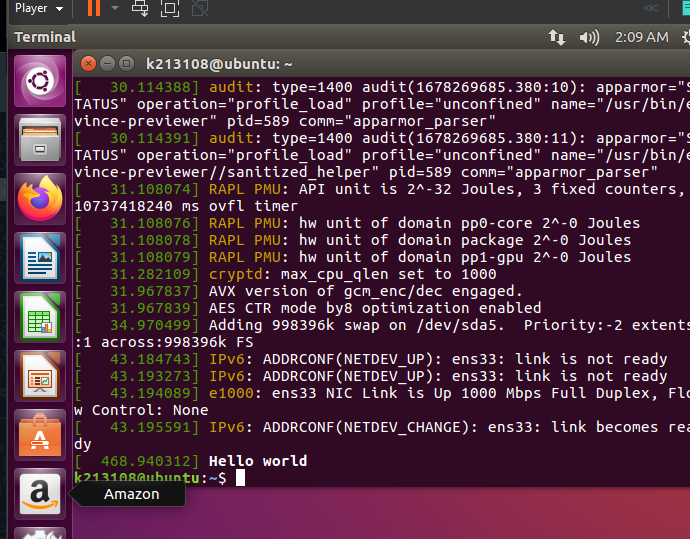 Player
Terminal
2:09 AM
k213108@ubuntu: ~
[   30.114388] audit: type=1400 audit(1678269685.380:10): apparmor="S
TATUS" operation="profile_load" profile="unconfined" name="/usr/bin/e
vince-previewer" pid=589 comm="apparmor_parser"
[   30.114391] audit: type=1400 audit(1678269685.380:11): apparmor="S
TATUS" operation="profile_load" profile="unconfined" name="/usr/bin/e
vince-previewer//sanitized_helper" pid=589 comm="apparmor_parser"
[   31.108074] RAPL PMU: API unit is 2^-32 Joules, 3 fixed counters,
10737418240 ms ovfl timer
[   31.108076] RAPL PMU: hw unit of domain pp0-core 2^-0 Joules
[   31.108078] RAPL PMU: hw unit of domain package 2^-0 Joules
[   31.108079] RAPL PMU: hw unit of domain pp1-gpu 2^-0 Joules
[   31.282109] cryptd: max_cpu_qlen set to 1000
[   31.967837] AVX version of gcm_enc/dec engaged.
[   31.967839] AES CTR mode by8 optimization enabled
[   34.970499] Adding 998396k swap on /dev/sda5.  Priority:-2 extents
:1 across:998396k FS
[   43.184743] IPv6: ADDRCONF(NETDEV_UP): ens33: link is not ready
[   43.193273] IPv6: ADDRCONF(NETDEV_UP): ens33: link is not ready
[   43.194089] e1000: ens33 NIC Link is Up 1000 Mbps Full Duplex, Flo
w Control: None
[   43.195591] IPv6: ADDRCONF(NETDEV_CHANGE): ens33: link becomes rea
dy
[  468.940312] Hello world
k213108@ubuntu:~$
Amazon